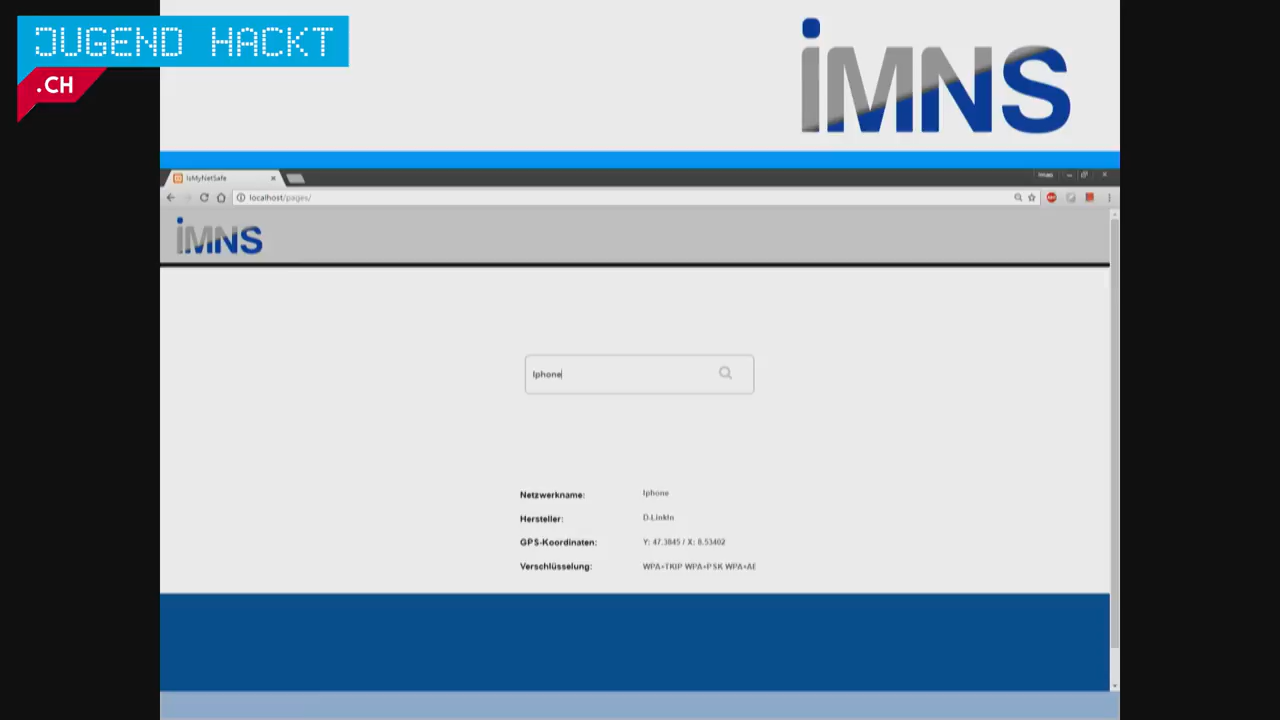 JUGEND HACKT
.CH
iMNS
IsMyNetSafe
localhost/pages/
iMNS
Iphone
Netzwerkname: Iphone
Hersteller: D-LinkIn
GPS-Koordinaten: Y: 47.3845 / X: 8.53402
Verschlüsselung: WPA+TKIP WPA+PSK WPA+AE